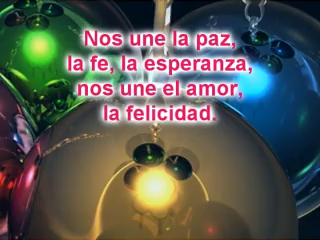 Nos une la paz,
la fe, la esperanza,
nos une el amor,
la felicidad.